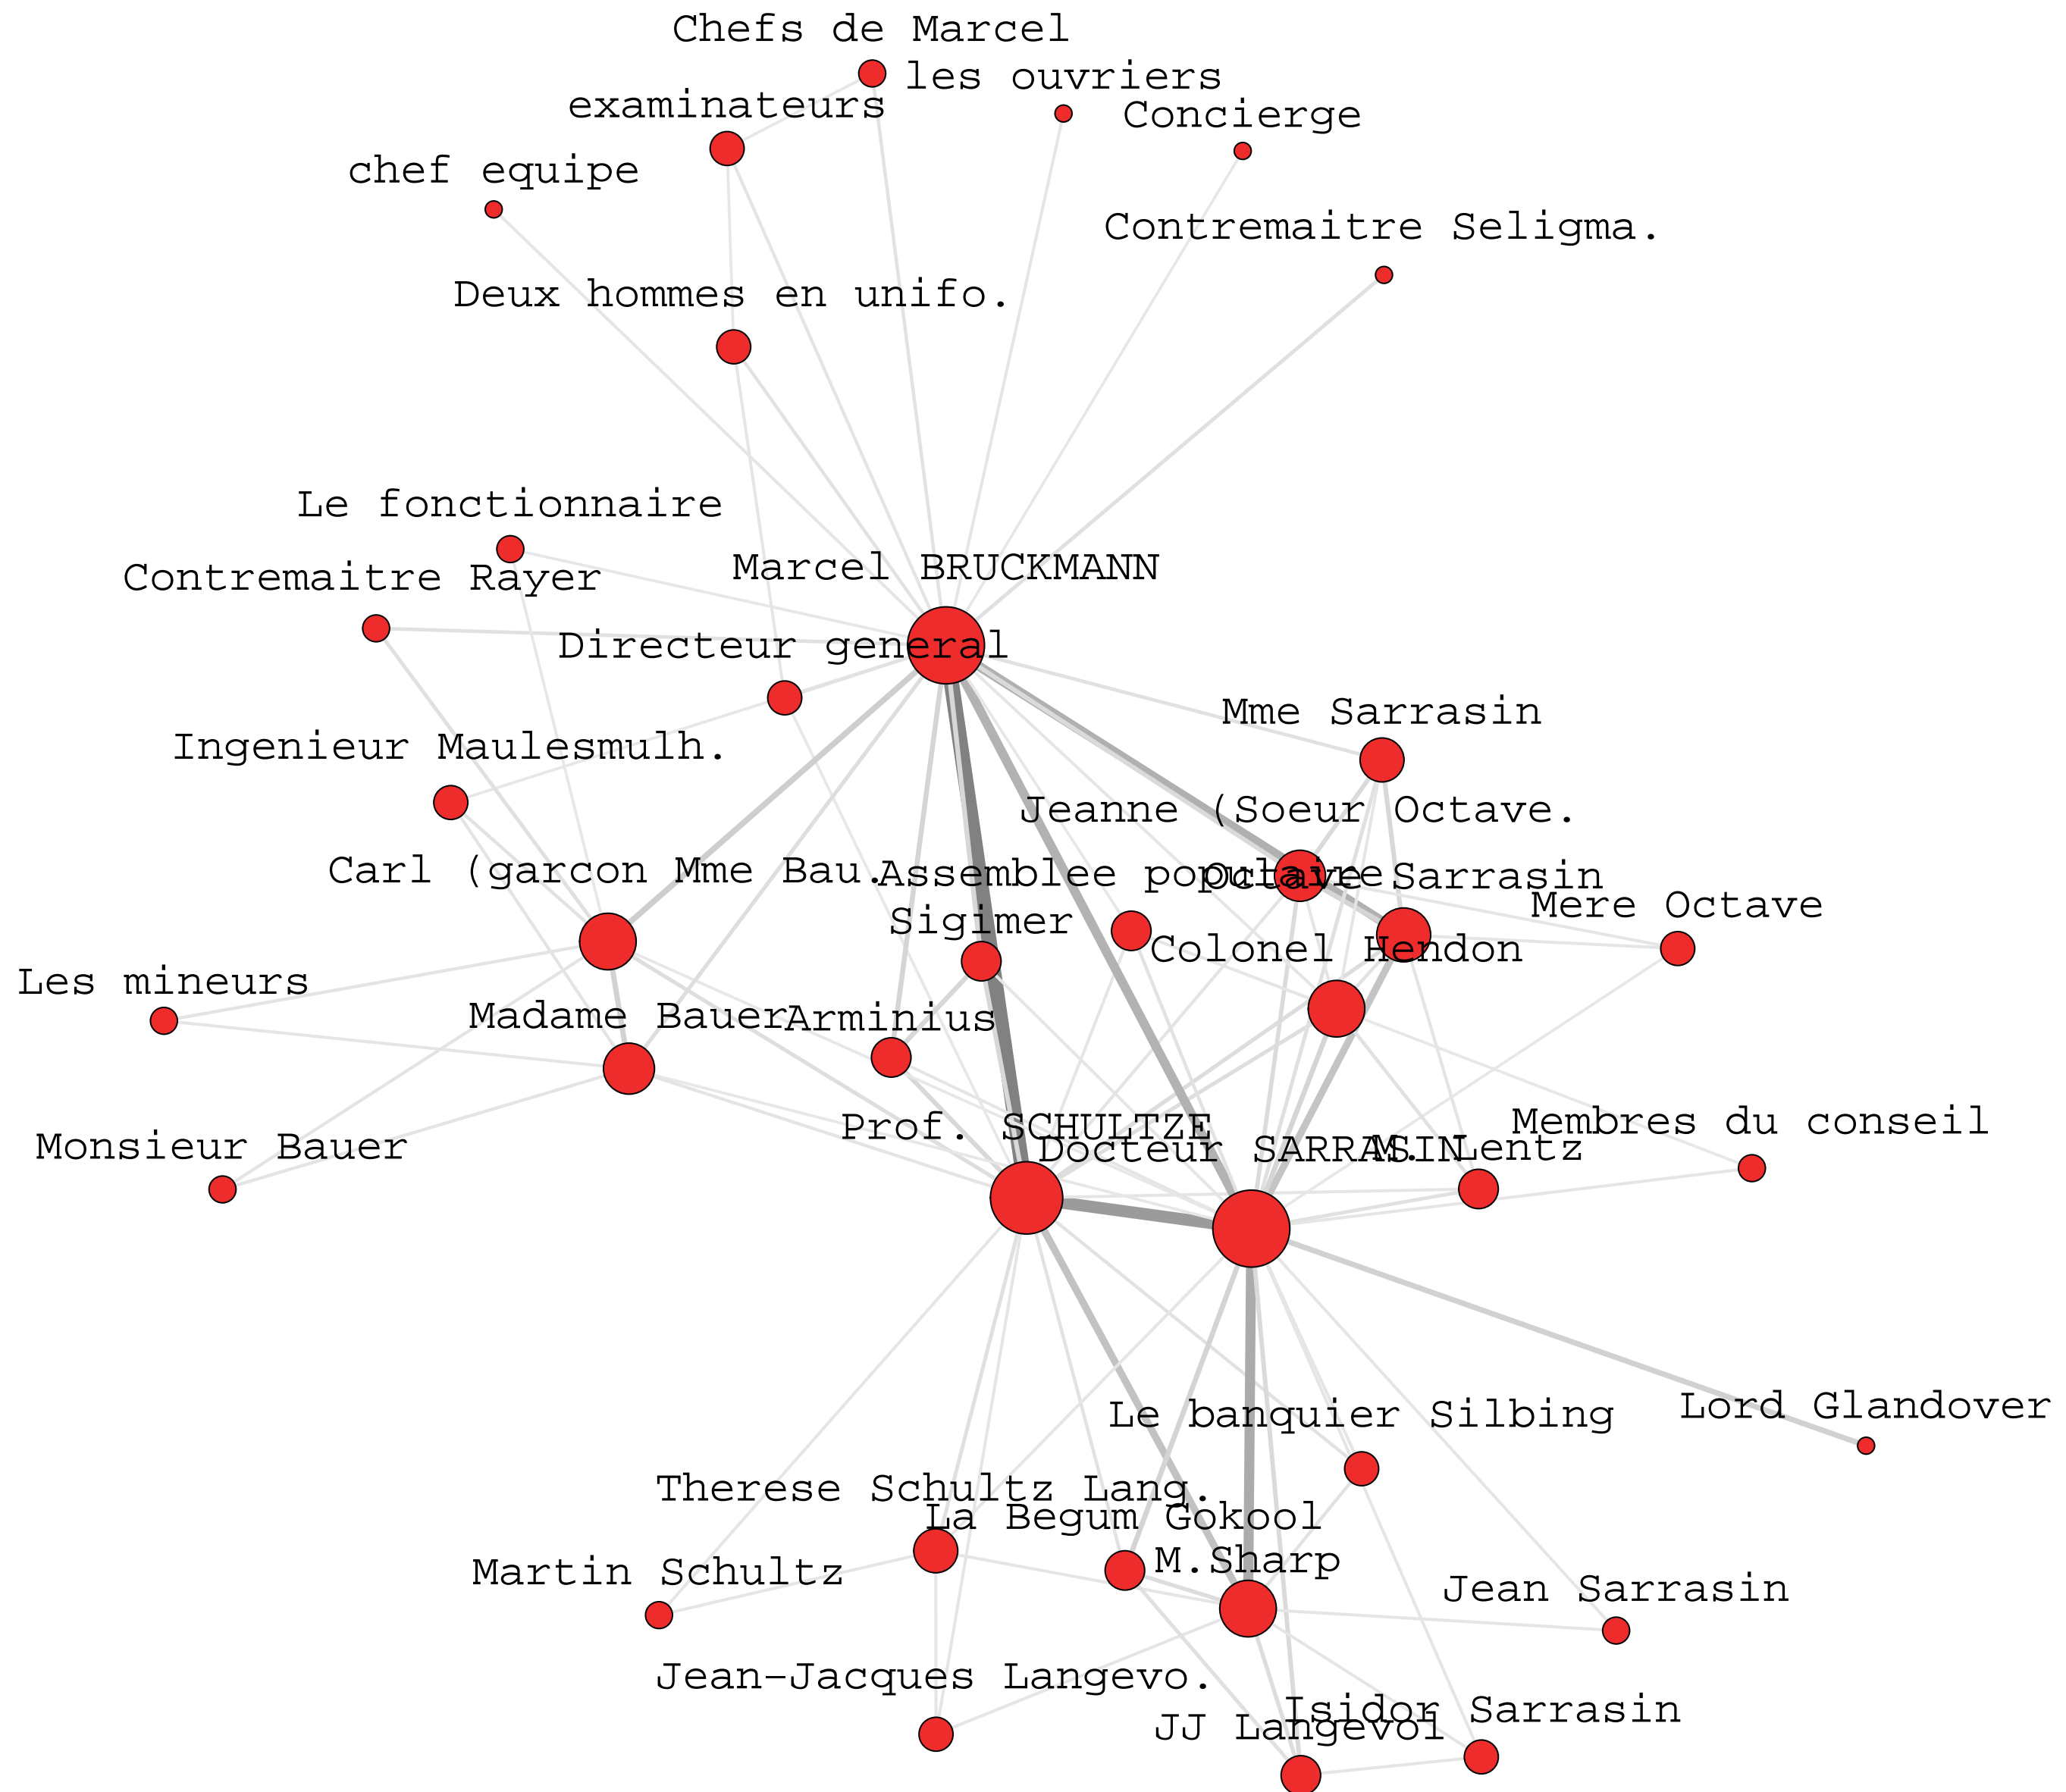 Chefs de Marcel
les ouvriers
examinateurs
Concierge
chef equipe
Contremaitre Seligma.
Deux hommes en unifo.
Le fonctionnaire
Contremaitre Rayer
Marcel BRUCKMANN
Directeur general
Mme Sarrasin
Ingenieur Maulesmulh.
Jeanne (Soeur Octave.
Carl (garcon Mme Bau.
Assemblee populaire
Octave Sarrasin
Mere Octave
Sigimer
Colonel Hendon
Les mineurs
Madame Bauer
Arminius
Prof. SCHULTZE
Membres du conseil
Monsieur Bauer
Docteur SARRASIN
M. Lentz
Lord Glandover
Le banquier Silbing
Therese Schultz Lang.
La Begum Gokool
Martin Schultz
M.Sharp
Jean Sarrasin
Jean-Jacques Langevo.
Isidor Sarrasin
JJ Langevol